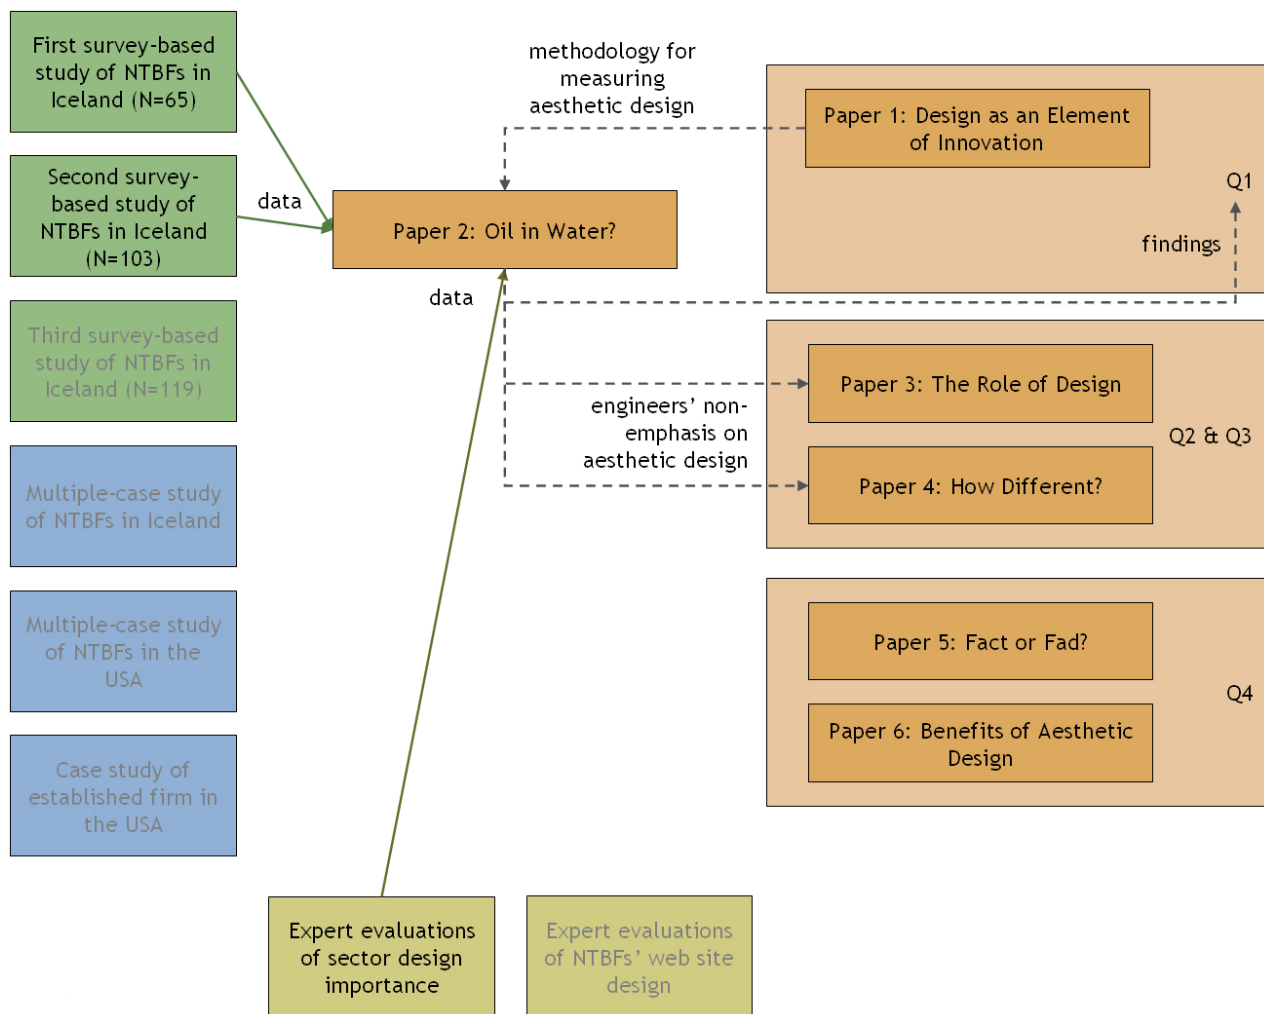 First survey-based
study of NTBFs in
Iceland (N=65)
Second survey-
based study of
NTBFs in Iceland
(N=103)
Third survey-based
study of NTBFs in
Iceland (N=119)
Multiple-case study
of NTBFs in Iceland
Multiple-case study
of NTBFs in the
USA
Case study of
established firm in
the USA
data
methodology for
measuring
aesthetic design
Paper 2: Oil in Water?
data
Paper 1: Design as an Element
of Innovation
Q1
findings
engineers’ non-
emphasis on
aesthetic design
Paper 3: The Role of Design
Q2 & Q3
Paper 4: How Different?
Paper 5: Fact or Fad?
Q4
Paper 6: Benefits of Aesthetic
Design
Expert evaluations
of sector design
importance
Expert evaluations
of NTBFs’ web site
design